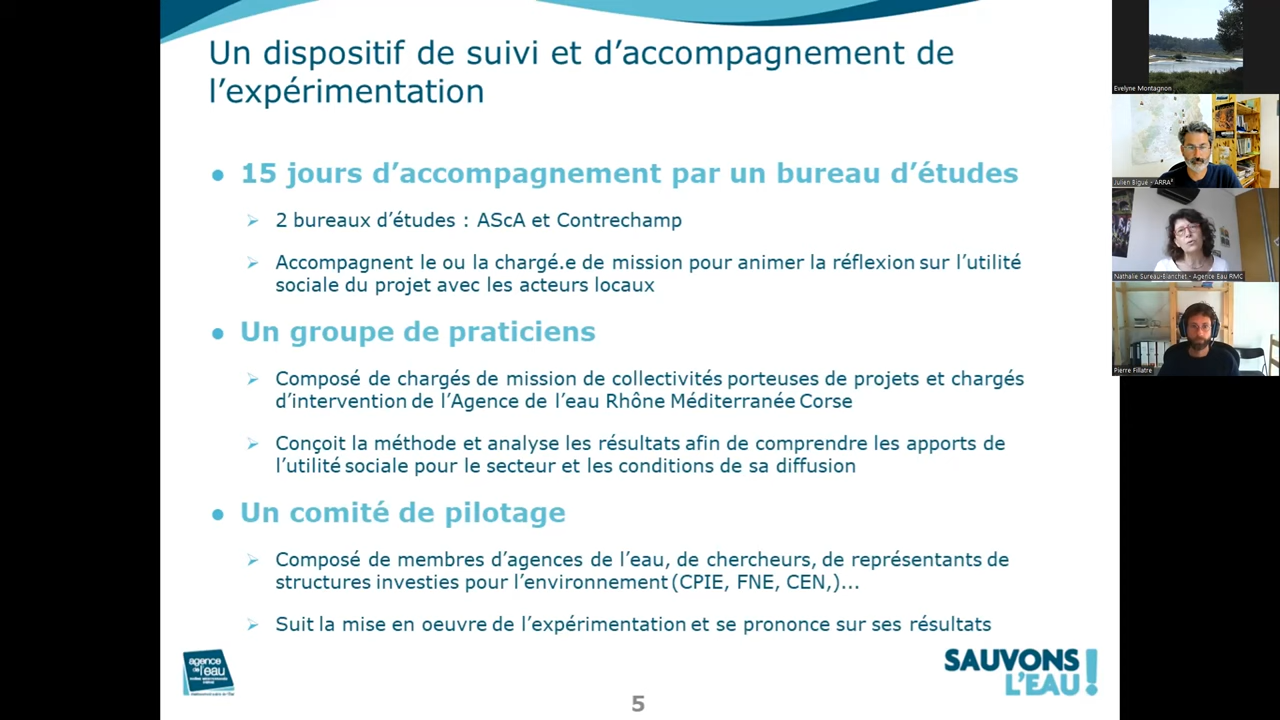 Un dispositif de suivi et d’accompagnement de
l’expérimentation
● 15 jours d’accompagnement par un bureau d’études
➢ 2 bureaux d’études : AScA et Contrechamp
➢ Accompagnent le ou la chargé.e de mission pour animer la réflexion sur l’utilité
sociale du projet avec les acteurs locaux
● Un groupe de praticiens
➢ Composé de chargés de mission de collectivités porteuses de projets et chargés
d’intervention de l’Agence de l’eau Rhône Méditerranée Corse
➢ Conçoit la méthode et analyse les résultats afin de comprendre les apports de
l’utilité sociale pour le secteur et les conditions de sa diffusion
● Un comité de pilotage
➢ Composé de membres d’agences de l’eau, de chercheurs, de représentants de
structures investies pour l’environnement (CPIE, FNE, CEN,)...
➢ Suit la mise en oeuvre de l’expérimentation et se prononce sur ses résultats
agence
de l’eau
SAUVONS
L’EAU !
5
Evelyne Montagnon
Julien Bigué - ARRA²
Nathalie Sureau-Blanchet - Agence Eau RMC
Pierre Fillatre